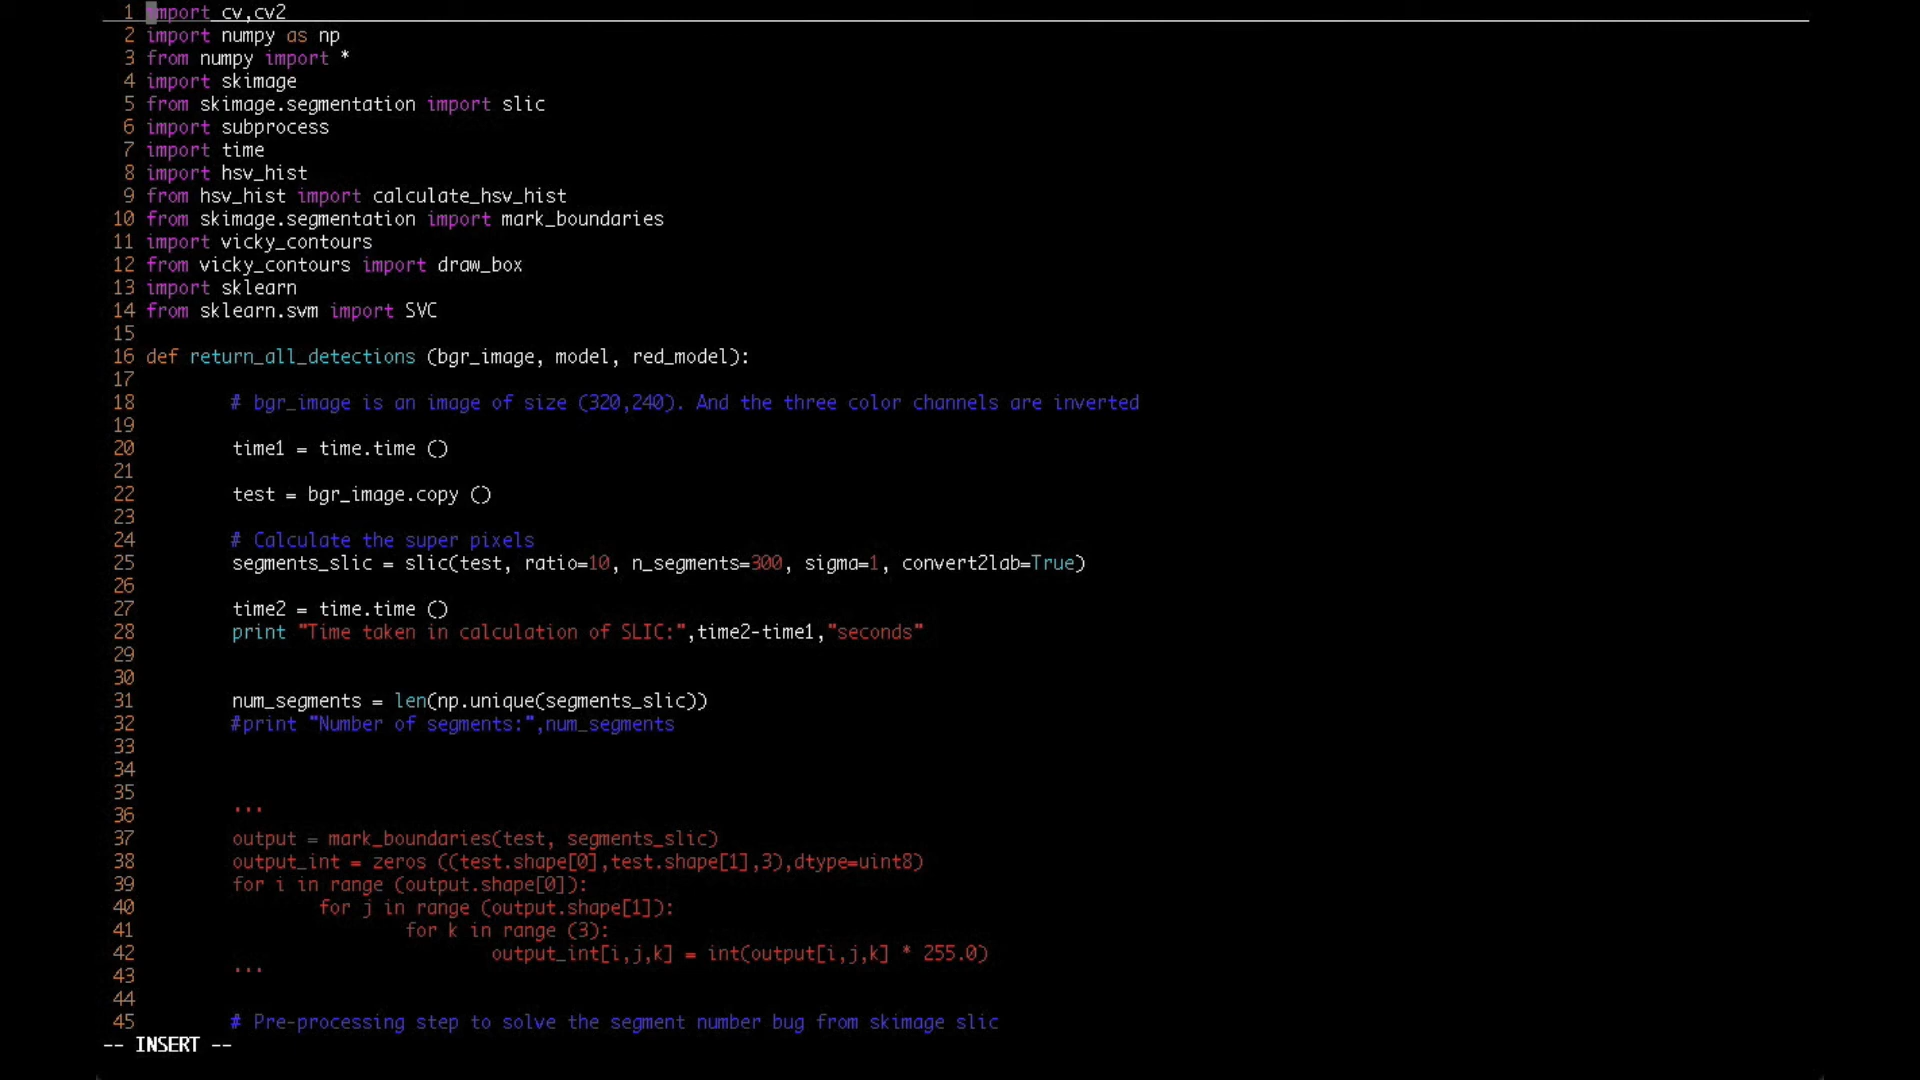 1 import cv,cv2
2 import numpy as np
3 from numpy import *
4 import skimage
5 from skimage.segmentation import slic
6 import subprocess
7 import time
8 import hsv_hist
9 from hsv_hist import calculate_hsv_hist
10 from skimage.segmentation import mark_boundaries
11 import vicky_contours
12 from vicky_contours import draw_box
13 import sklearn
14 from sklearn.svm import SVC
15
16 def return_all_detections (bgr_image, model, red_model):
17
18 # bgr_image is an image of size (320,240). And the three color channels are inverted
19
20 time1 = time.time ()
21
22 test = bgr_image.copy ()
23
24 # Calculate the super pixels
25 segments_slic = slic(test, ratio=10, n_segments=300, sigma=1, convert2lab=True)
26
27 time2 = time.time ()
28 print "Time taken in calculation of SLIC:",time2-time1,"seconds"
29
30
31 num_segments = len(np.unique(segments_slic))
32 #print "Number of segments:",num_segments
33
34
35
36 '''
37 output = mark_boundaries(test, segments_slic)
38 output_int = zeros ((test.shape[0],test.shape[1],3),dtype=uint8)
39 for i in range (output.shape[0]):
40 for j in range (output.shape[1]):
41 for k in range (3):
42 output_int[i,j,k] = int(output[i,j,k] * 255.0)
43 '''
44
45 # Pre-processing step to solve the segment number bug from skimage slic
-- INSERT --